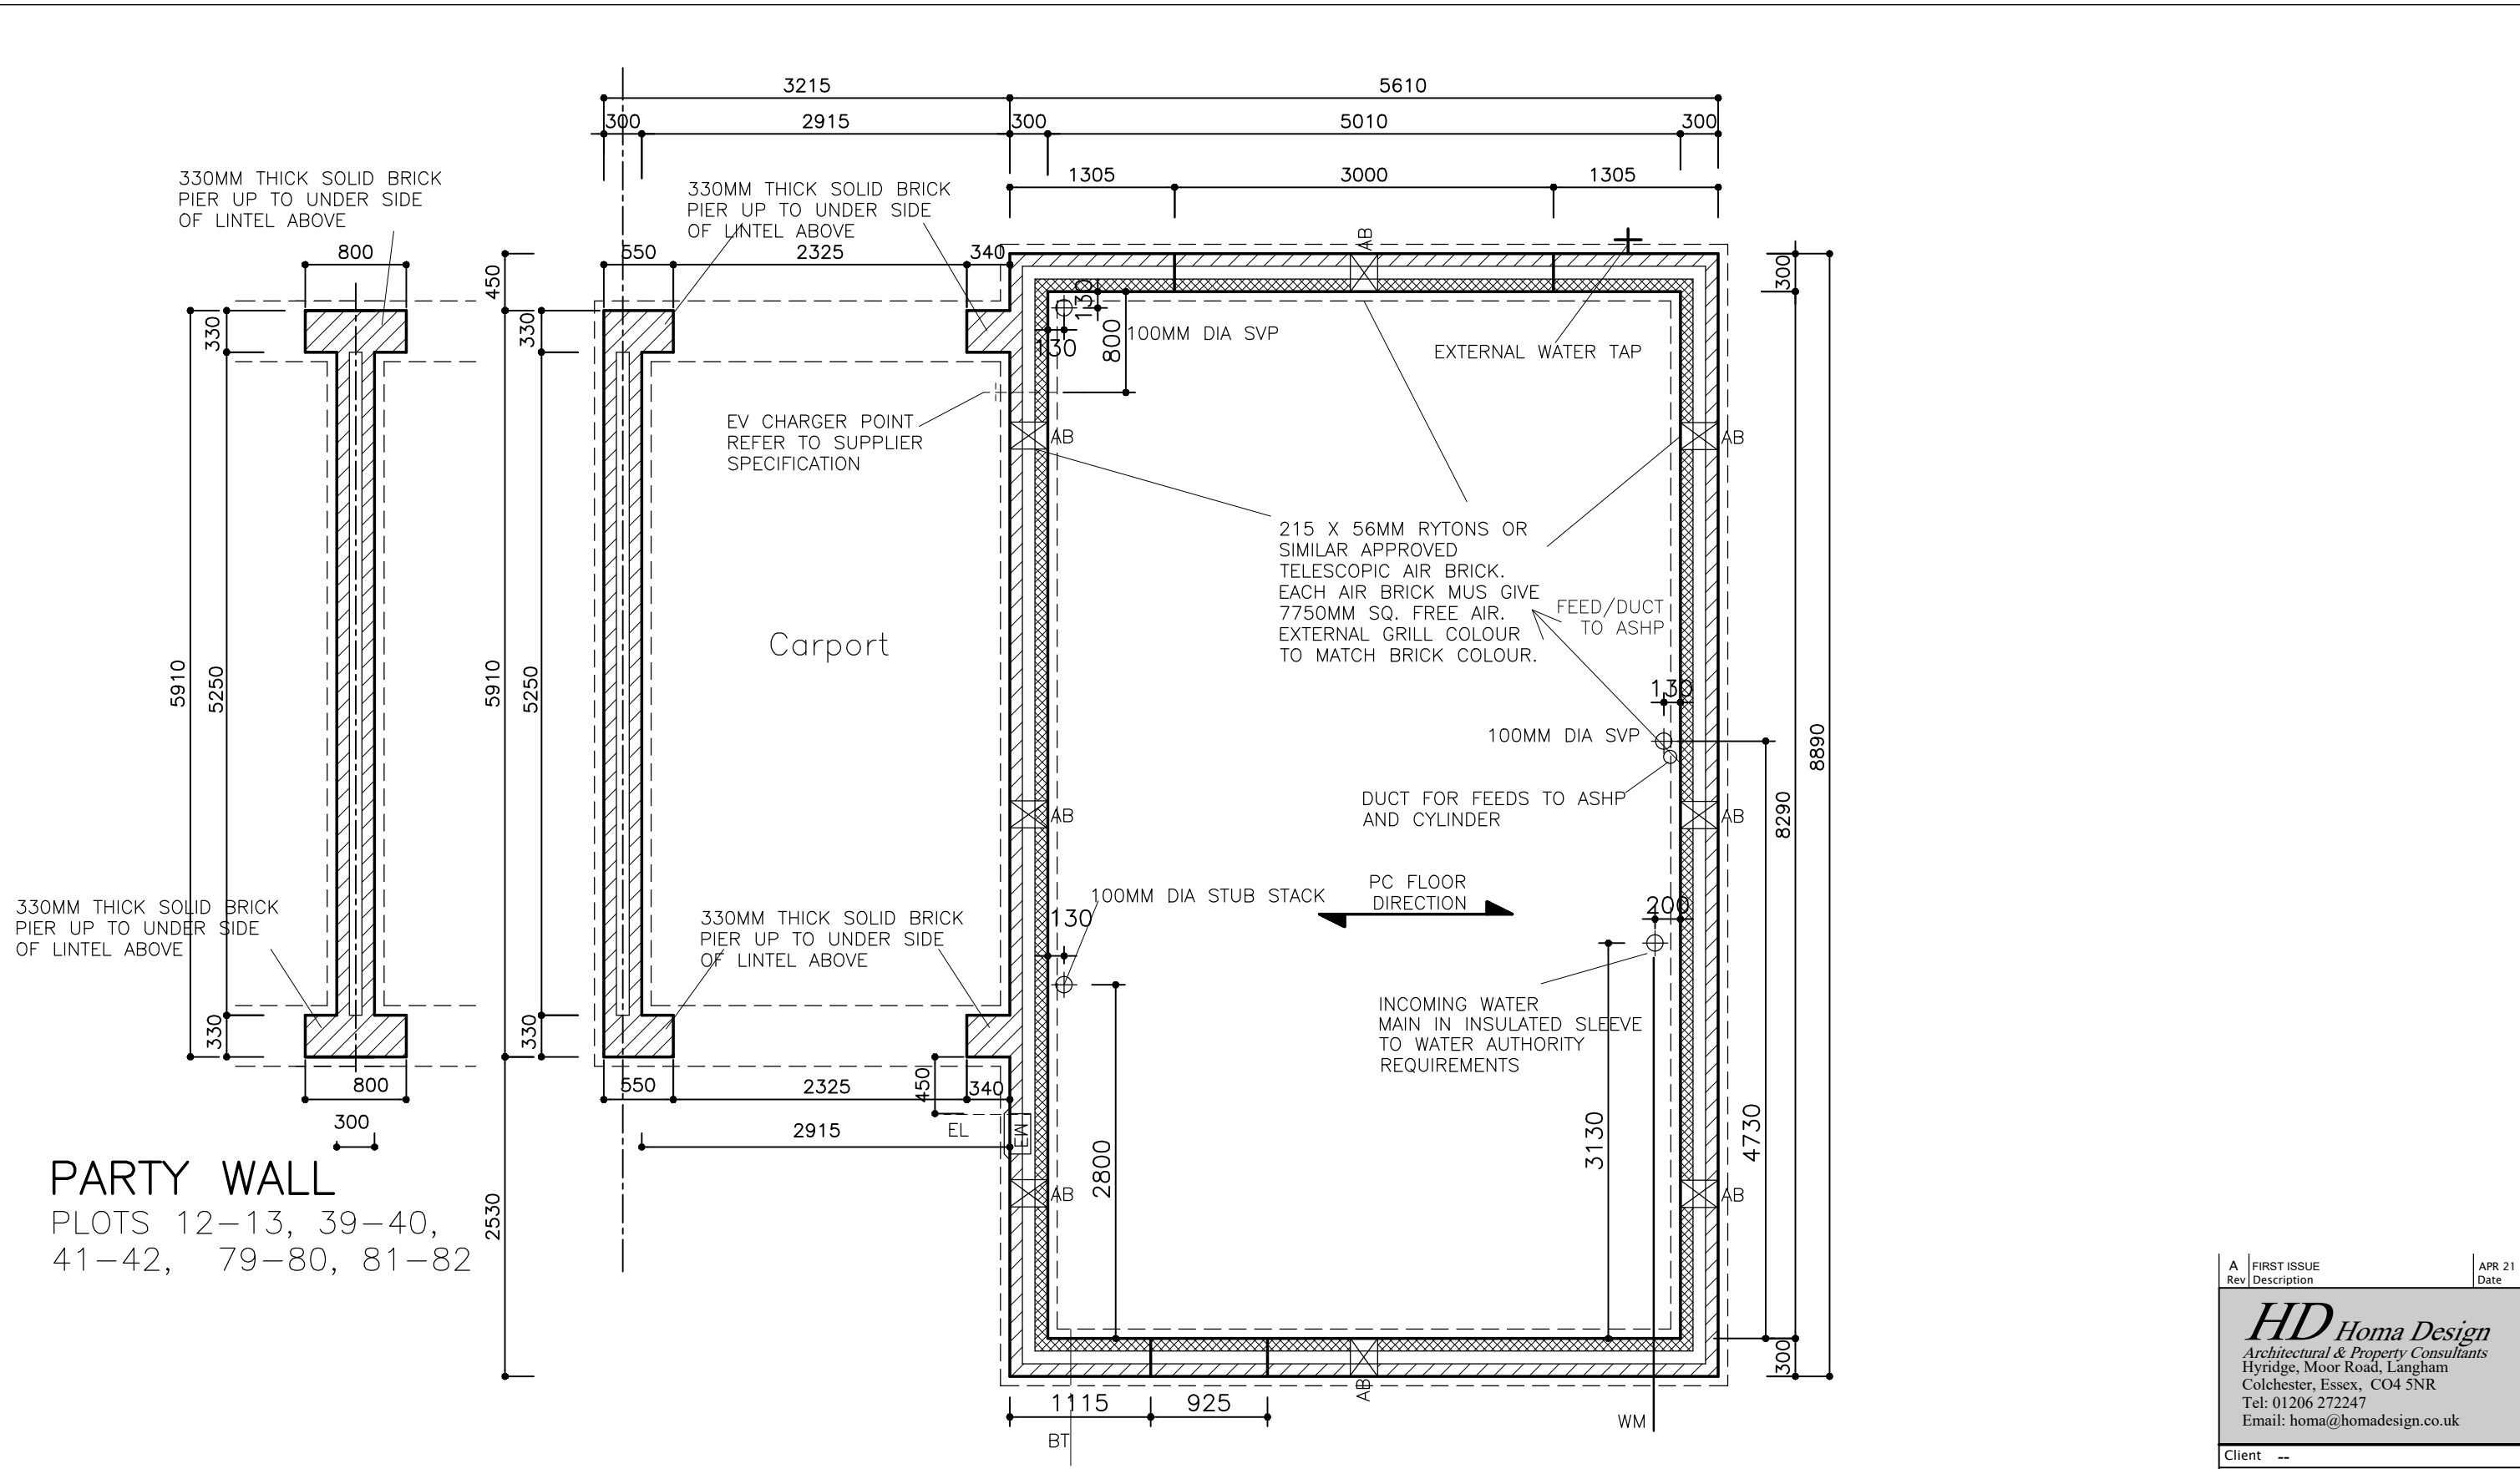 3215
5610
300
2915
300
5010
300
1305
3000
1305
330MM THICK SOLID BRICK
PIER UP TO UNDER SIDE
OF LINTEL ABOVE
330MM THICK SOLID BRICK
PIER UP TO UNDER SIDE
OF LINTEL ABOVE
800
450
550
2325
340
AB
300
330
330
130
130
800
100MM DIA SVP
EXTERNAL WATER TAP
EV CHARGER POINT
REFER TO SUPPLIER
SPECIFICATION
AB
AB
215 X 56MM RYTONS OR
SIMILAR APPROVED
TELESCOPIC AIR BRICK.
EACH AIR BRICK MUS GIVE
7750MM SQ. FREE AIR.
EXTERNAL GRILL COLOUR
TO MATCH BRICK COLOUR.
FEED/DUCT
TO ASHP
Carport
5910
5250
5910
5250
130
100MM DIA SVP
8890
8290
DUCT FOR FEEDS TO ASHP
AND CYLINDER
AB
AB
100MM DIA STUB STACK
PC FLOOR
DIRECTION
130
200
330MM THICK SOLID BRICK
PIER UP TO UNDER SIDE
OF LINTEL ABOVE
330MM THICK SOLID BRICK
PIER UP TO UNDER SIDE
OF LINTEL ABOVE
INCOMING WATER
MAIN IN INSULATED SLEEVE
TO WATER AUTHORITY
REQUIREMENTS
330
330
800
300
550
2325
340
450
EL
EM
2915
2800
3130
4730
AB
AB
2530
PARTY WALL
PLOTS 12-13, 39-40,
41-42, 79-80, 81-82
300
AB
1115
925
BT
WM
A FIRST ISSUE APR 21
Rev Description Date
HD Homa Design
Architectural & Property Consultants
Hyridge, Moor Road, Langham
Colchester, Essex, CO4 5NR
Tel: 01206 272247
Email: homa@homadesign.co.uk
Client --